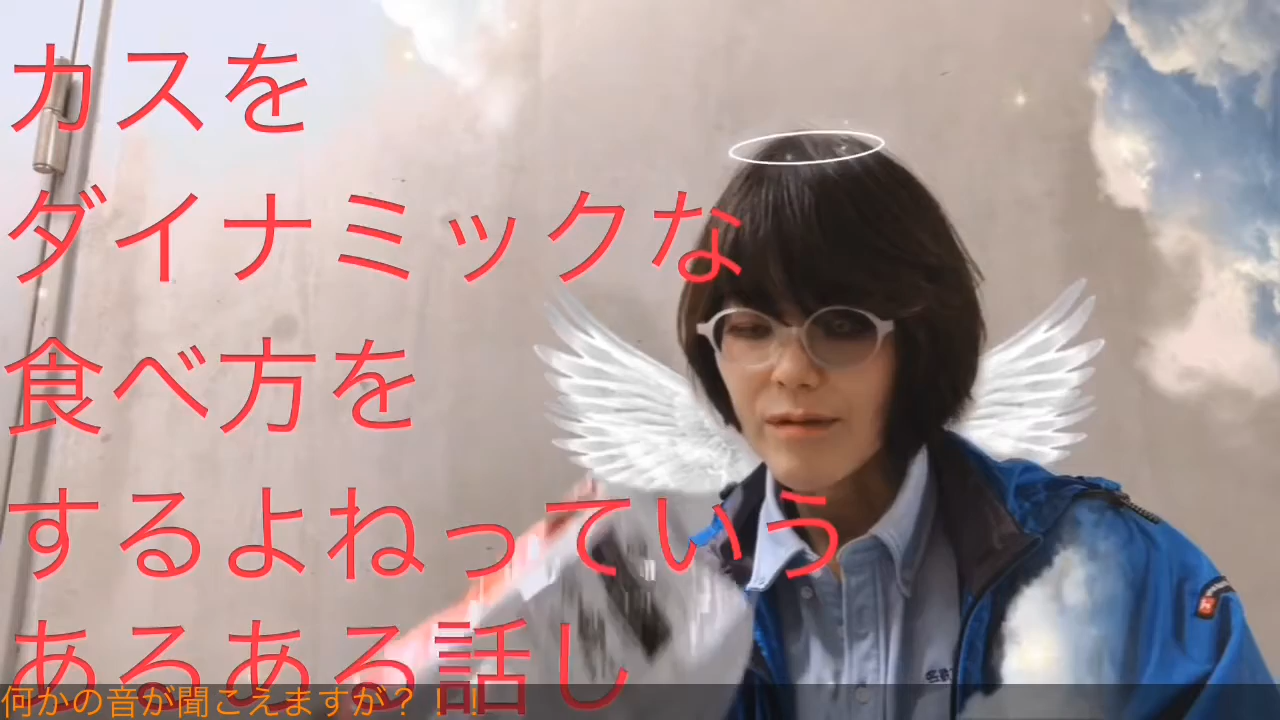 カスを
ダイナミックな
食べ方を
するよねっていう
あるある話し
何かの音が聞こえますが？　！